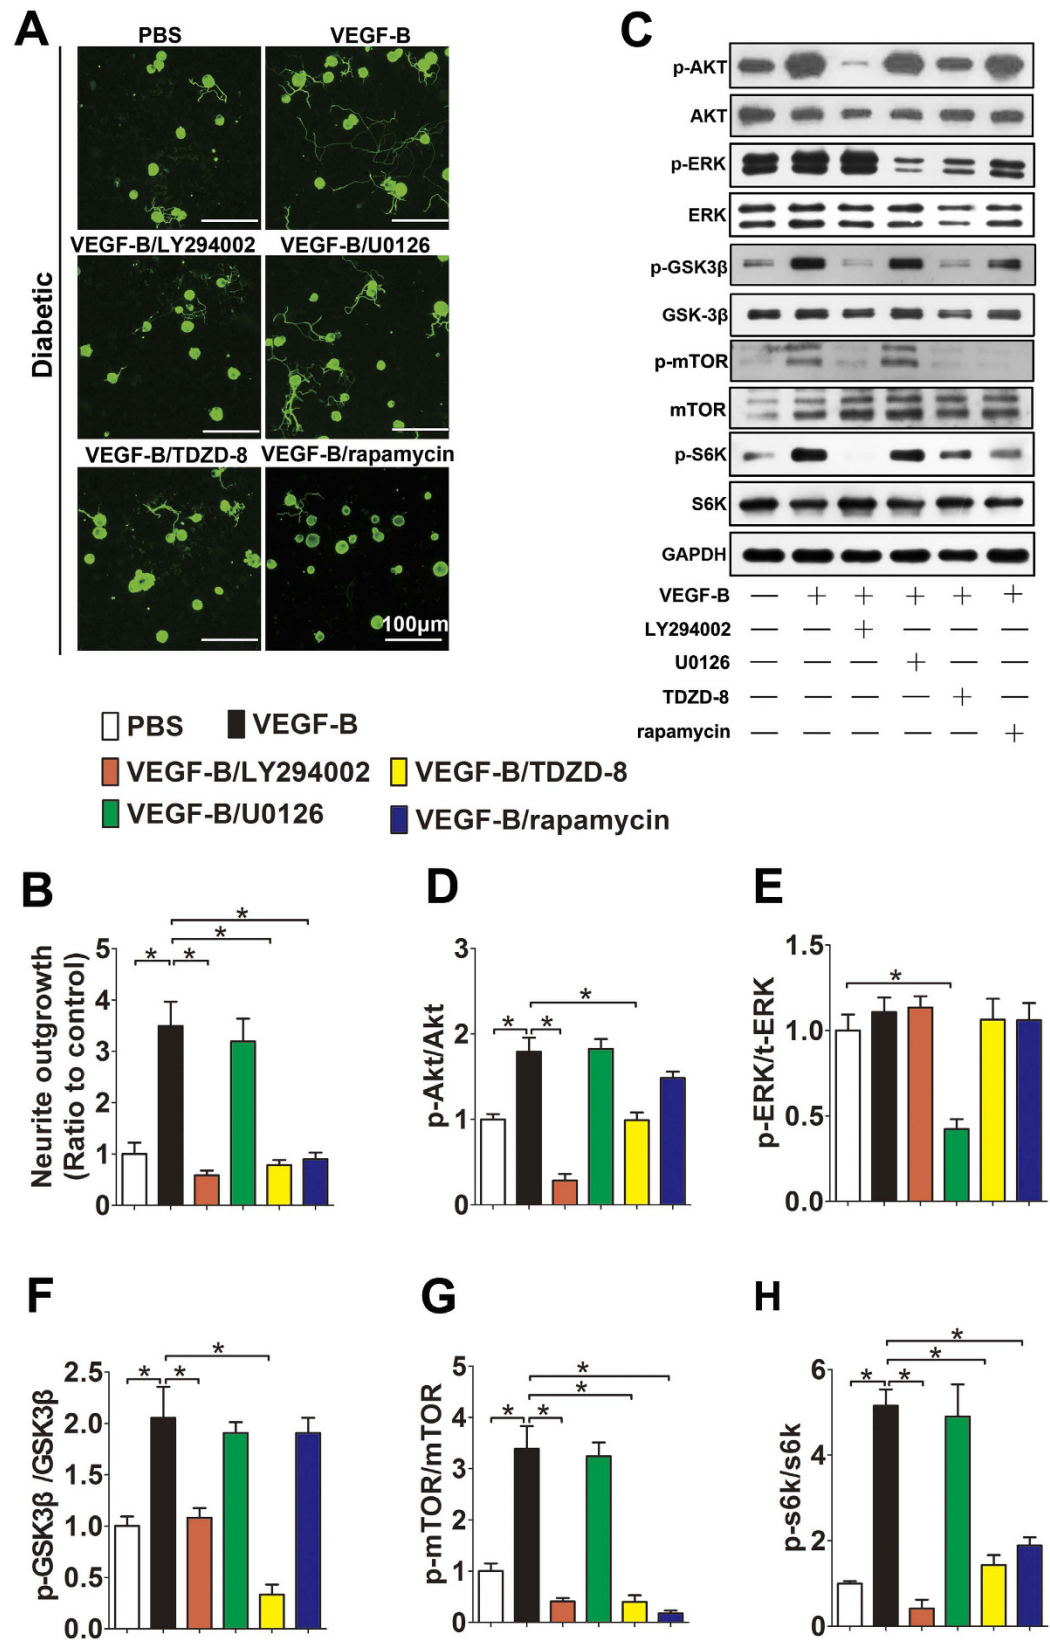 A
PBS
VEGF-B
VEGF-B/LY294002
VEGF-B/U0126
VEGF-B/TDZD-8
VEGF-B/rapamycin
100μm
Diabetic
C
p-AKT
AKT
p-ERK
ERK
p-GSK3β
GSK-3β
p-mTOR
mTOR
p-S6K
S6K
GAPDH
VEGF-B — + + + + +
LY294002 — — + — — —
U0126 — — — + — —
TDZD-8 — — — — + —
rapamycin — — — — — +
PBS
VEGF-B
VEGF-B/LY294002
VEGF-B/TDZD-8
VEGF-B/U0126
VEGF-B/rapamycin
B
Neurite outgrowth
(Ratio to control)
5
4
3
2
1
0
* * * *
D
p-Akt/Akt
3
2
1
0
* * *
E
p-ERK/t-ERK
1.5
1.0
0.5
0.0
*
F
p-GSK3β /GSK3β
2.5
2.0
1.5
1.0
0.5
0.0
* * *
G
p-mTOR/mTOR
5
4
3
2
1
0
* * * *
H
p-s6k/s6k
6
4
2
0
* * * *